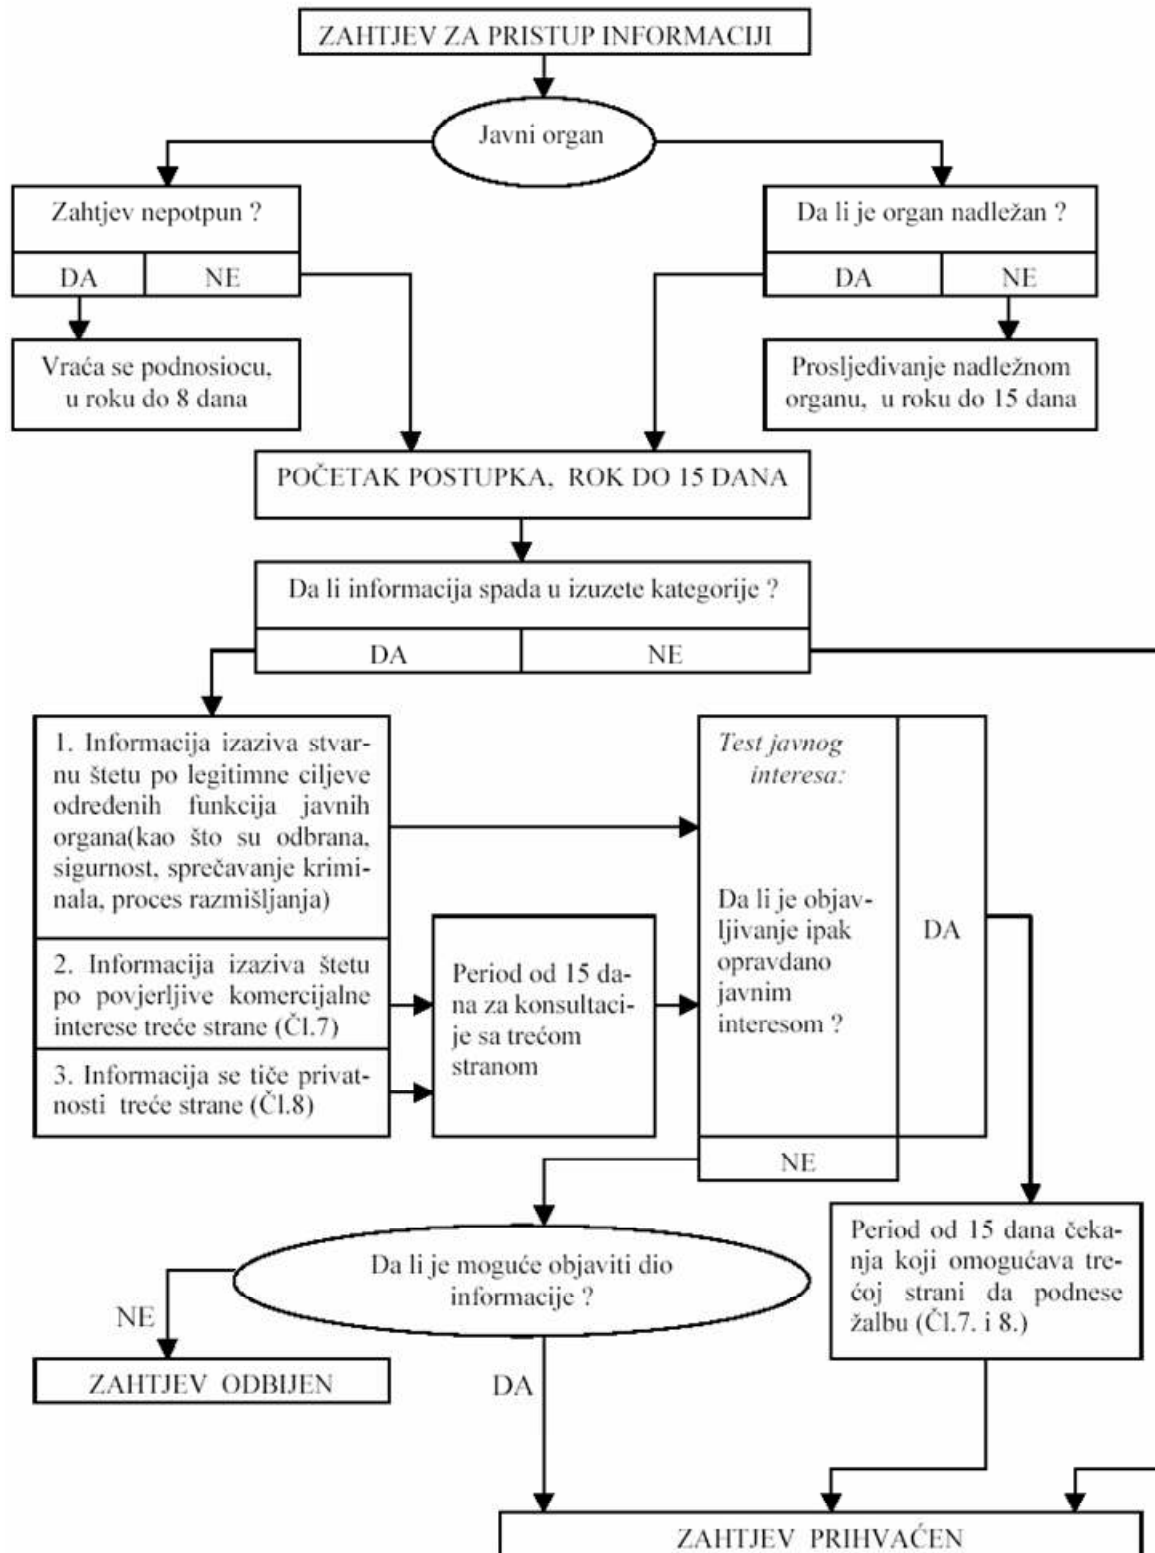 ZAHTJEV ZA PRISTUP INFORMACIJI
Javni organ
Zahtjev nepotpun ?
DA
NE
Da li je organ nadležan ?
DA
NE
Vraća se podnosiocu,
u roku do 8 dana
Prosljeđivanje nadležnom
organu, u roku do 15 dana
POČETAK POSTUPKA, ROK DO 15 DANA
Da li informacija spada u izuzete kategorije ?
DA
NE
1. Informacija izaziva stvar-
nu štetu po legitimne ciljeve
određenih funkcija javnih
organa(kao što su odbrana,
sigurnost, sprečavanje krimi-
nala, proces razmišljanja)
2. Informacija izaziva štetu
po povjerljive komercijalne
interese treće strane (Čl.7)
3. Informacija se tiče privat-
nosti treće strane (Čl.8)
Period od 15 da-
na za konsultaci-
je sa trećom
stranom
Test javnog
interesa:
Da li je objav-
ljivanje ipak
opravdano
javnim
interesom ?
DA
NE
Da li je moguće objaviti dio
informacije ?
Period od 15 dana čeka-
nja koji omogućava tre-
ćoj strani da podnese
žalbu (Čl.7. i 8.)
NE
ZAHTJEV ODBIJEN
DA
ZAHTJEV PRIHVAĆEN